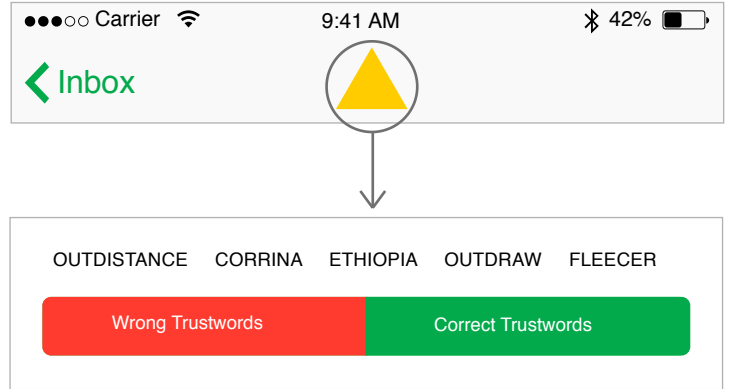 Carrier 9:41 AM 42%
Inbox
OUTDISTANCE CORRINA ETHIOPIA OUTDRAW FLEECER
Wrong Trustwords Correct Trustwords